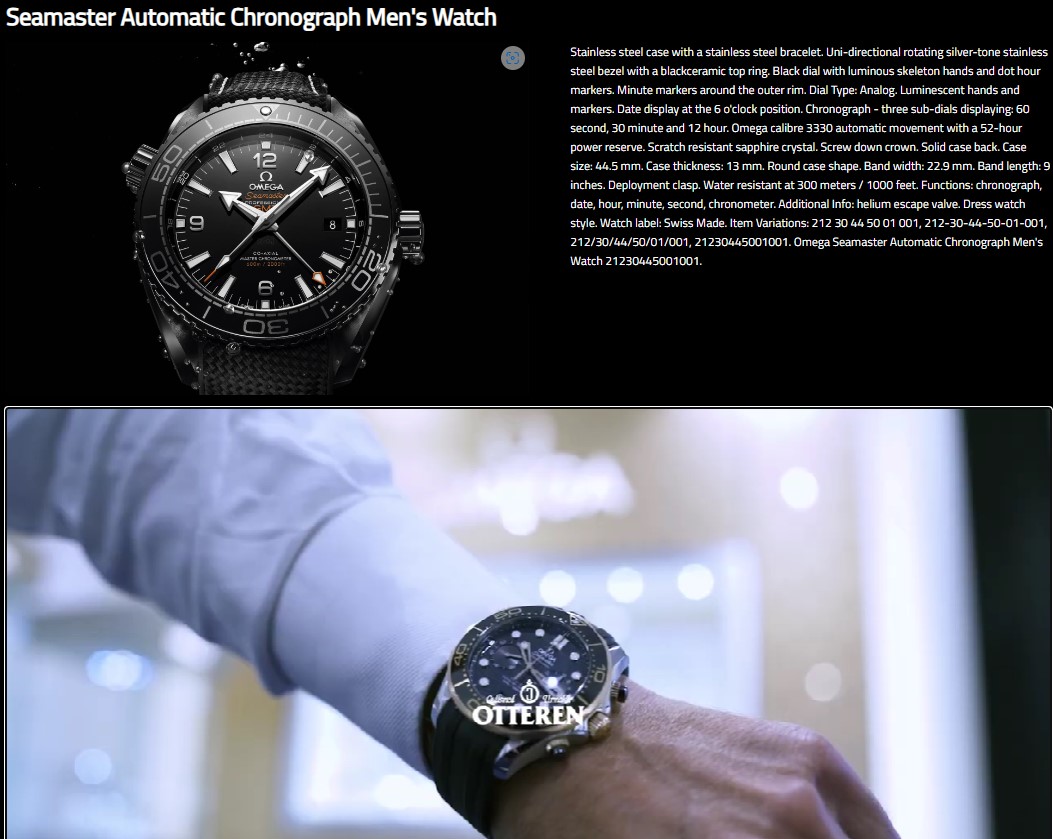 Seamaster Automatic Chronograph Men's Watch
Stainless steel case with a stainless steel bracelet. Uni-directional rotating silver-tone stainless
steel bezel with a blackceramic top ring. Black dial with luminous skeleton hands and dot hour
markers. Minute markers around the outer rim. Dial Type: Analog. Luminescent hands and
markers. Date display at the 6 o'clock position. Chronograph - three sub-dials displaying: 60
second, 30 minute and 12 hour. Omega calibre 3330 automatic movement with a 52-hour
power reserve. Scratch resistant sapphire crystal. Screw down crown. Solid case back. Case
size: 44.5 mm. Case thickness: 13 mm. Round case shape. Band width: 22.9 mm. Band length: 9
inches. Deployment clasp. Water resistant at 300 meters / 1000 feet. Functions: chronograph,
date, hour, minute, second, chronometer. Additional Info: helium escape valve. Dress watch
style. Watch label: Swiss Made. Item Variations: 212 30 44 50 01 001, 212-30-44-50-01-001,
212/30/44/50/01/001, 21230445001001. Omega Seamaster Automatic Chronograph Men's
Watch 21230445001001.
50
12
OMEGA
Seamaster
9
8
CO-AXIAL
MASTER CHRONOMETER
6
40
20
30
50
40
10
OTTEREN